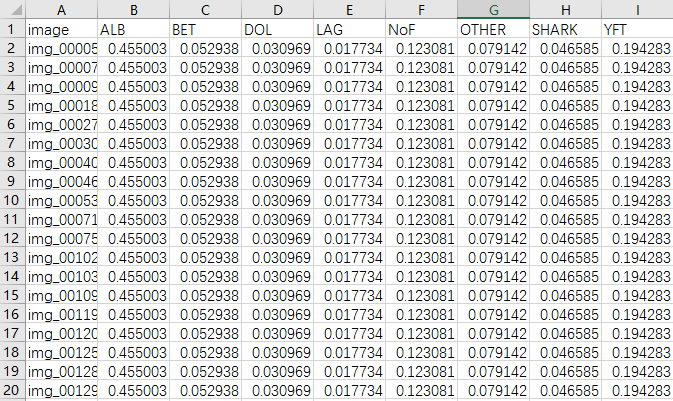 A B C D E F G H I
1 image ALB BET DOL LAG NoF OTHER SHARK YFT
2 img_00005 0.455003 0.052938 0.030969 0.017734 0.123081 0.079142 0.046585 0.194283
3 img_00007 0.455003 0.052938 0.030969 0.017734 0.123081 0.079142 0.046585 0.194283
4 img_00009 0.455003 0.052938 0.030969 0.017734 0.123081 0.079142 0.046585 0.194283
5 img_00018 0.455003 0.052938 0.030969 0.017734 0.123081 0.079142 0.046585 0.194283
6 img_00027 0.455003 0.052938 0.030969 0.017734 0.123081 0.079142 0.046585 0.194283
7 img_00030 0.455003 0.052938 0.030969 0.017734 0.123081 0.079142 0.046585 0.194283
8 img_00040 0.455003 0.052938 0.030969 0.017734 0.123081 0.079142 0.046585 0.194283
9 img_00046 0.455003 0.052938 0.030969 0.017734 0.123081 0.079142 0.046585 0.194283
10 img_00053 0.455003 0.052938 0.030969 0.017734 0.123081 0.079142 0.046585 0.194283
11 img_00071 0.455003 0.052938 0.030969 0.017734 0.123081 0.079142 0.046585 0.194283
12 img_00075 0.455003 0.052938 0.030969 0.017734 0.123081 0.079142 0.046585 0.194283
13 img_00102 0.455003 0.052938 0.030969 0.017734 0.123081 0.079142 0.046585 0.194283
14 img_00103 0.455003 0.052938 0.030969 0.017734 0.123081 0.079142 0.046585 0.194283
15 img_00109 0.455003 0.052938 0.030969 0.017734 0.123081 0.079142 0.046585 0.194283
16 img_00119 0.455003 0.052938 0.030969 0.017734 0.123081 0.079142 0.046585 0.194283
17 img_00120 0.455003 0.052938 0.030969 0.017734 0.123081 0.079142 0.046585 0.194283
18 img_00125 0.455003 0.052938 0.030969 0.017734 0.123081 0.079142 0.046585 0.194283
19 img_00128 0.455003 0.052938 0.030969 0.017734 0.123081 0.079142 0.046585 0.194283
20 img_00129 0.455003 0.052938 0.030969 0.017734 0.123081 0.079142 0.046585 0.194283